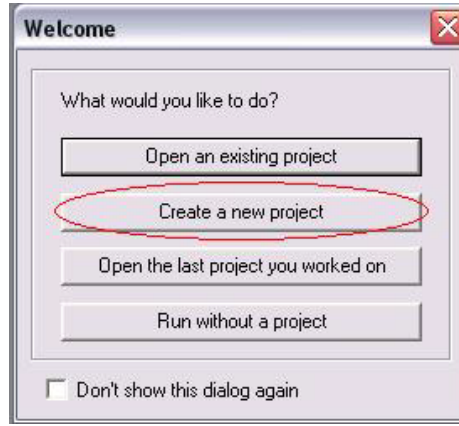 Welcome
What would you like to do?
Open an existing project
Create a new project
Open the last project you worked on
Run without a project
Don't show this dialog again